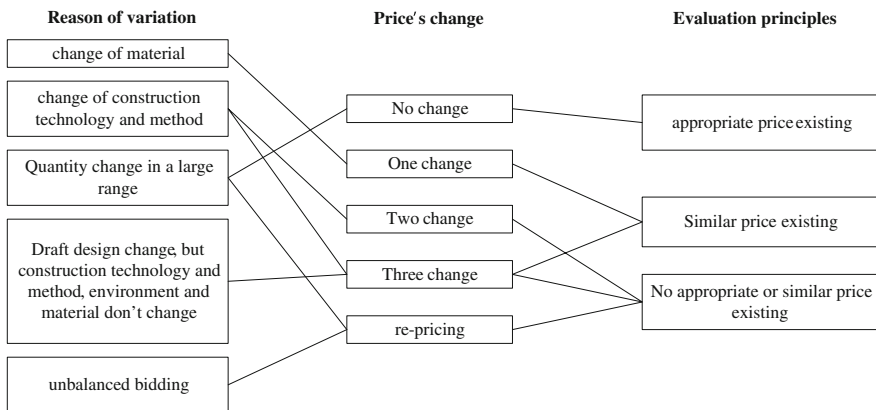 Reason of variation
Price's change
Evaluation principles
change of material
change of construction
technology and method
Quantity change in a large
range
Draft design change, but
construction technology and
method, environment and
material don't change
unbalanced bidding
No change
One change
Two change
Three change
re-pricing
appropriate price existing
Similar price existing
No appropriate or similar price
existing